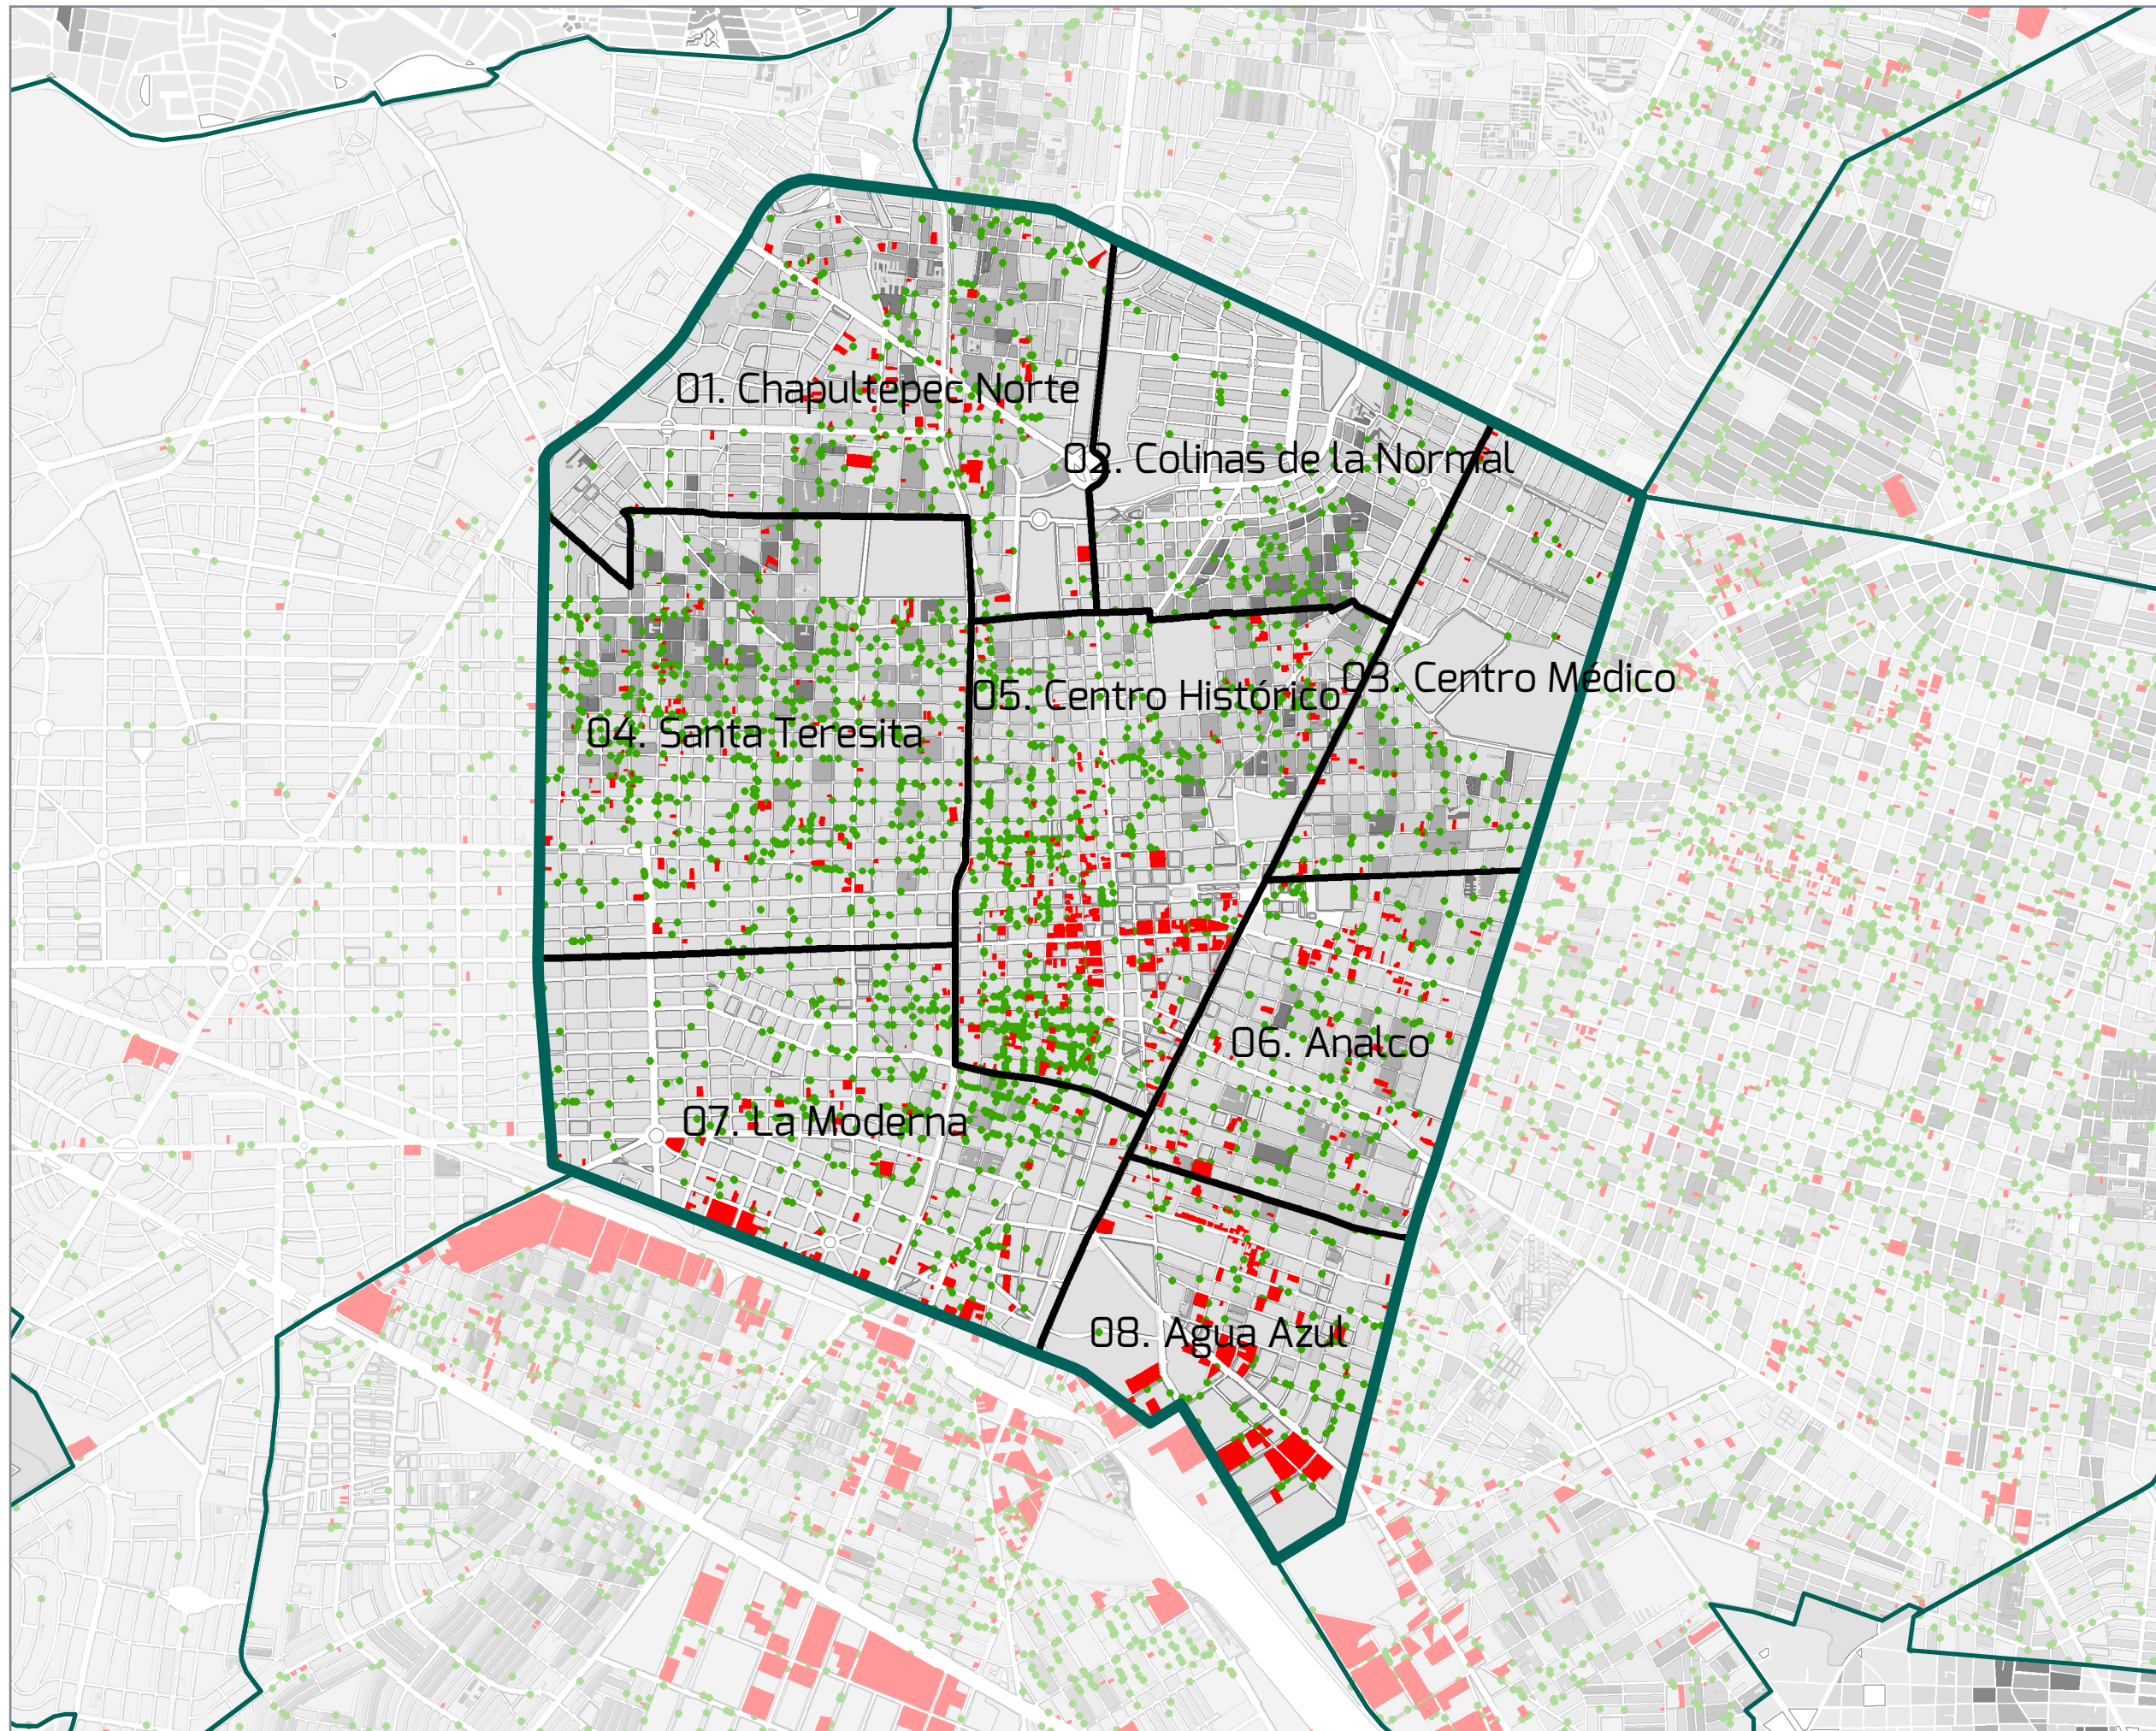 01. Chapultepec Norte
02. Colinas de la Normal
03. Centro Médico
05. Centro Histórico
04. Santa Teresita
06. Analco
07. La Moderna
08. Agua Azul